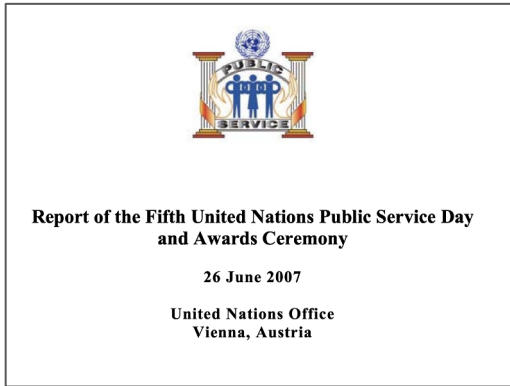 PUBLIC
SERVICE
Report of the Fifth United Nations Public Service Day
and Awards Ceremony
26 June 2007
United Nations Office
Vienna, Austria